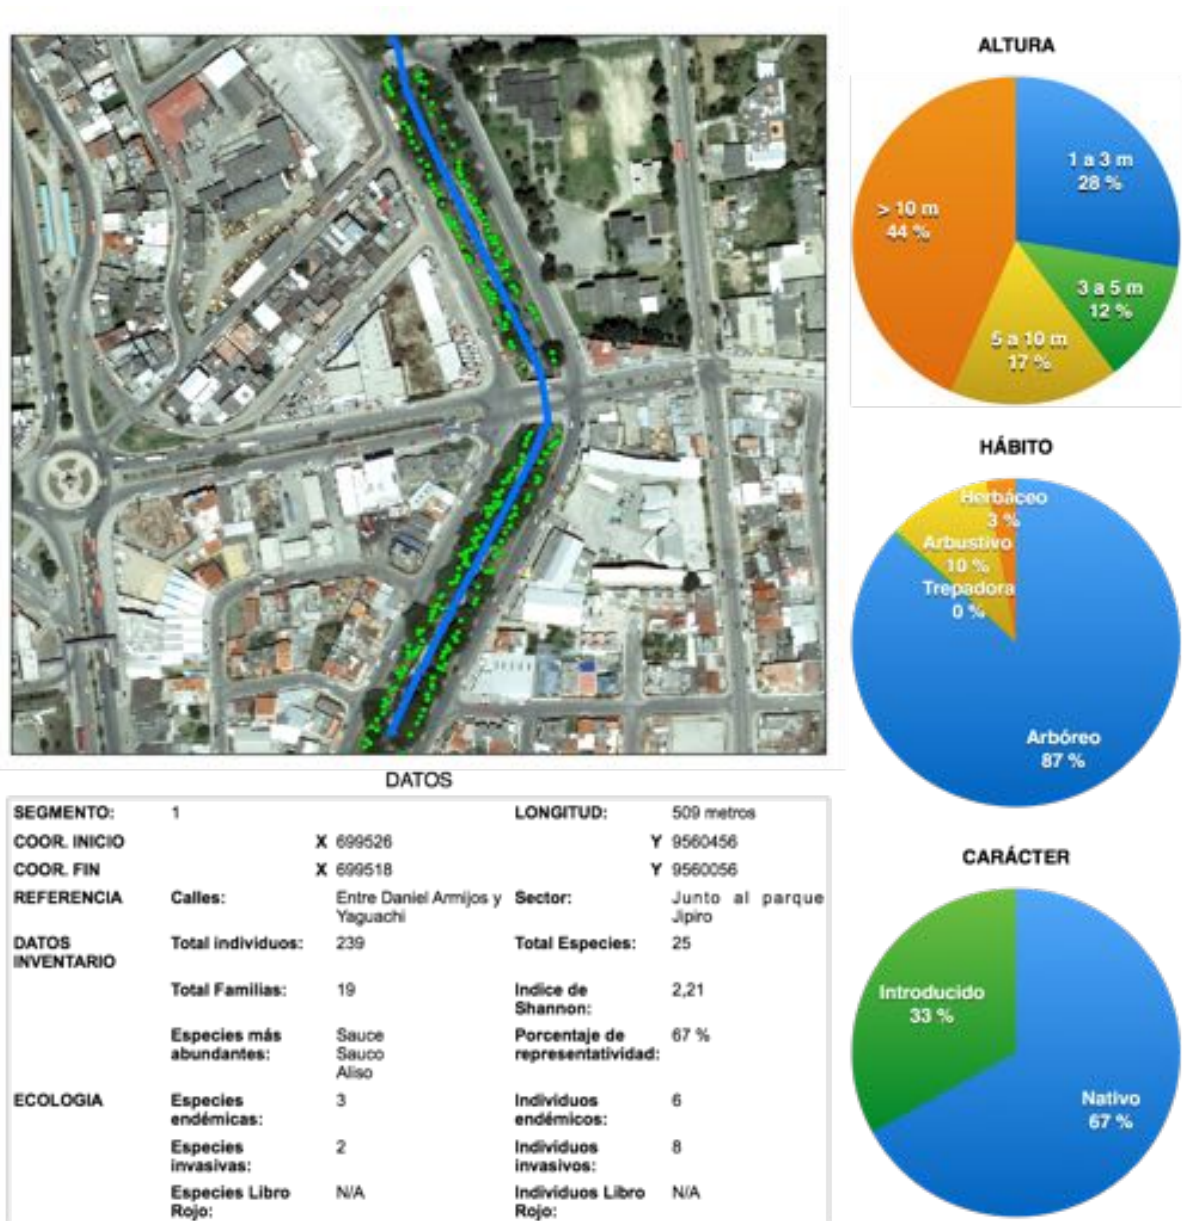 ALTURA
1 a 3 m
28 %
> 10 m
44 %
3 a 5 m
12 %
5 a 10 m
17 %
HÁBITO
Herbáceo
3 %
Arbustivo
10 %
Trepadora
0 %
Arbóreo
87 %
CARÁCTER
Introducido
33 %
Nativo
67 %
DATOS
SEGMENTO: 1 LONGITUD: 509 metros
COOR. INICIO X 699526 Y 9560456
COOR. FIN X 699518 Y 9560056
REFERENCIA Calles: Entre Daniel Armijos y Sector: Junto al parque
Yaguachi Jipiro
DATOS Total individuos: 239 Total Especies: 25
INVENTARIO
Total Familias: 19 Indice de 2,21
Shannon:
Especies más Sauce Porcentaje de 67 %
abundantes: Sauco representatividad:
Aliso
ECOLOGIA Especies 3 Individuos 6
endémicas: endémicos:
Especies 2 Individuos 8
invasivas: invasivos:
Especies Libro N/A Individuos Libro N/A
Rojo: Rojo: